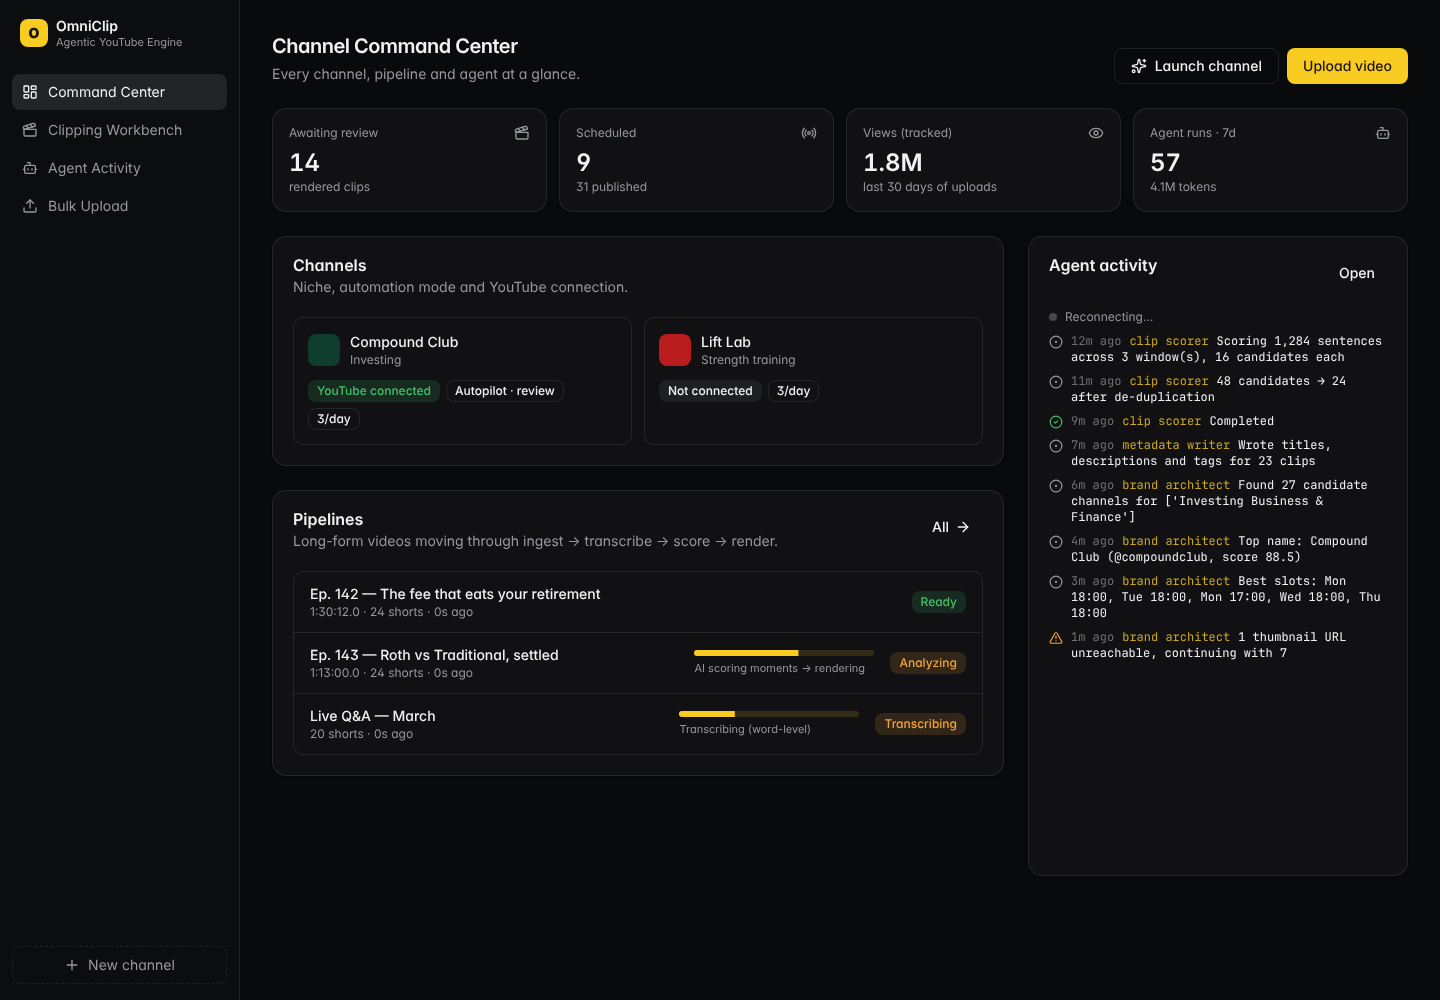 O
OmniClip
Agentic YouTube Engine
Command Center
Clipping Workbench
Agent Activity
Bulk Upload
New channel
Channel Command Center
Every channel, pipeline and agent at a glance.
Launch channel
Upload video
Awaiting review
14
rendered clips
Scheduled
9
31 published
Views (tracked)
1.8M
last 30 days of uploads
Agent runs · 7d
57
4.1M tokens
Channels
Niche, automation mode and YouTube connection.
Compound Club
Investing
YouTube connected
Autopilot · review
3/day
Lift Lab
Strength training
Not connected
3/day
Pipelines
Long-form videos moving through ingest → transcribe → score → render.
All →
Ep. 142 — The fee that eats your retirement
1:30:12.0 · 24 shorts · 0s ago
Ready
Ep. 143 — Roth vs Traditional, settled
1:13:00.0 · 24 shorts · 0s ago
AI scoring moments → rendering
Analyzing
Live Q&A — March
20 shorts · 0s ago
Transcribing (word-level)
Transcribing
Agent activity
Open
Reconnecting…
12m ago clip scorer Scoring 1,284 sentences
across 3 window(s), 16 candidates each
11m ago clip scorer 48 candidates → 24
after de-duplication
9m ago clip scorer Completed
7m ago metadata writer Wrote titles,
descriptions and tags for 23 clips
6m ago brand architect Found 27 candidate
channels for ['Investing Business &
Finance']
4m ago brand architect Top name: Compound
Club (@compoundclub, score 88.5)
3m ago brand architect Best slots: Mon
18:00, Tue 18:00, Mon 17:00, Wed 18:00, Thu
18:00
1m ago brand architect 1 thumbnail URL
unreachable, continuing with 7